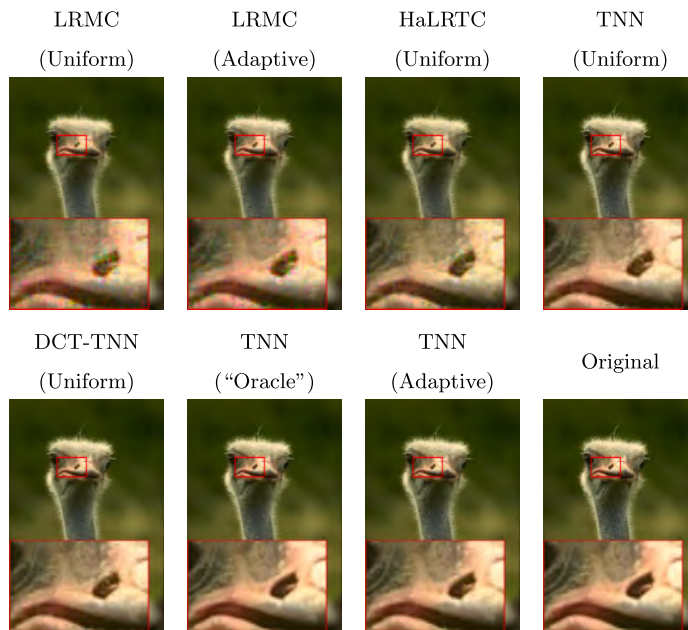 LRMC
(Uniform)
LRMC
(Adaptive)
HaLRTC
(Uniform)
TNN
(Uniform)
DCT-TNN
(Uniform)
TNN
(“Oracle”)
TNN
(Adaptive)
Original